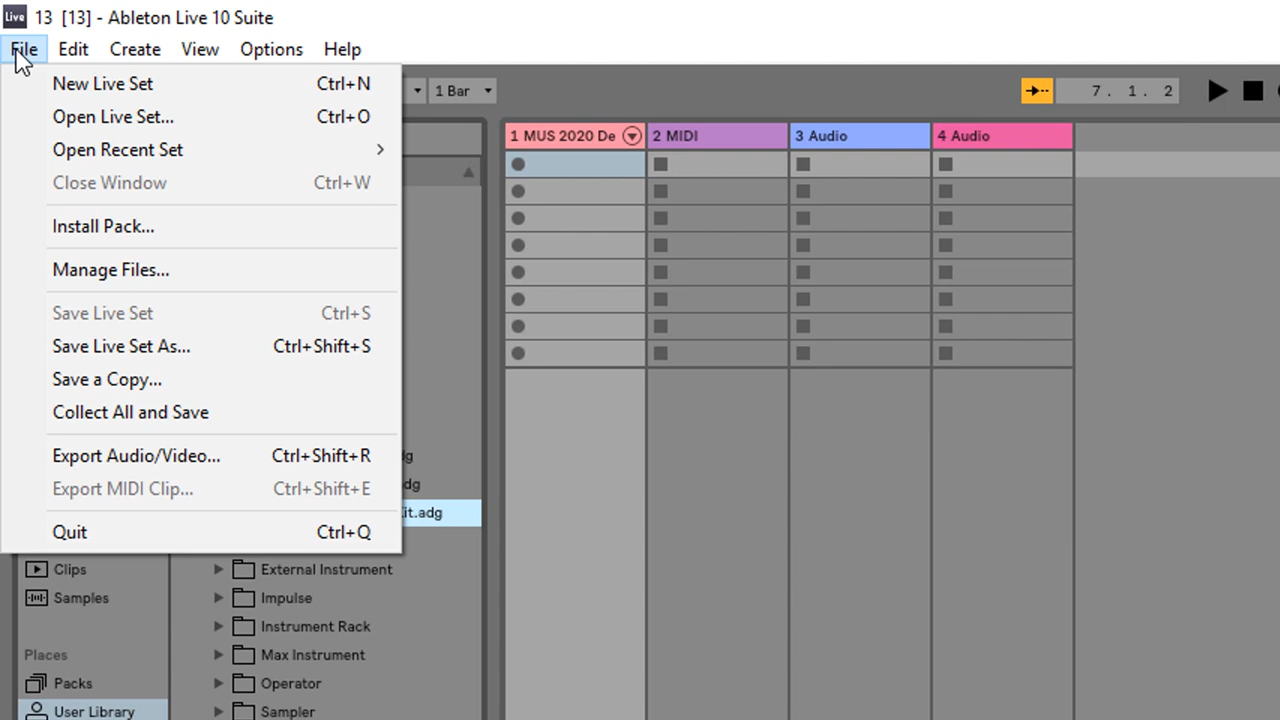 Live 13 [13] - Ableton Live 10 Suite
File Edit Create View Options Help
New Live Set Ctrl+N
Open Live Set... Ctrl+O
Open Recent Set
Close Window Ctrl+W
Install Pack...
Manage Files...
Save Live Set Ctrl+S
Save Live Set As... Ctrl+Shift+S
Save a Copy...
Collect All and Save
Export Audio/Video... Ctrl+Shift+R
Export MIDI Clip... Ctrl+Shift+E
Quit Ctrl+Q
1 Bar
7. 1. 2
1 MUS 2020 De
2 MIDI
3 Audio
4 Audio
dg
dg
it.adg
Clips
Samples
Places
Packs
User Library
External Instrument
Impulse
Instrument Rack
Max Instrument
Operator
Sampler